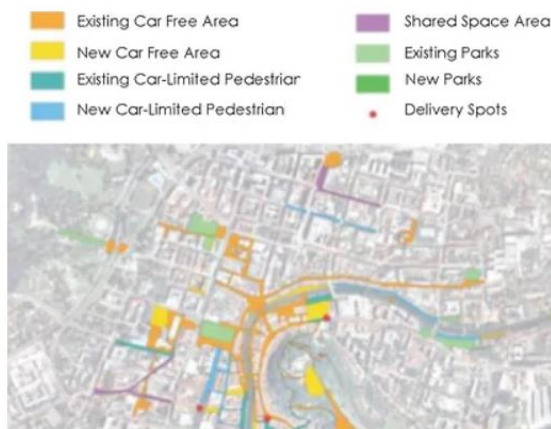 Existing Car Free Area
New Car Free Area
Existing Car-Limited Pedestrian
New Car-Limited Pedestrian
Shared Space Area
Existing Parks
New Parks
Delivery Spots